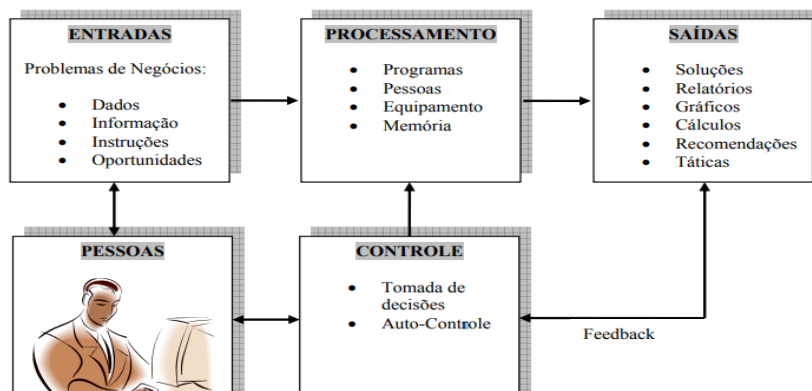 ENTRADAS
Problemas de Negócios:
• Dados
• Informação
• Instruções
• Oportunidades
PROCESSAMENTO
• Programas
• Pessoas
• Equipamento
• Memória
SAÍDAS
• Soluções
• Relatórios
• Gráficos
• Cálculos
• Recomendações
• Táticas
PESSOAS
CONTROLE
• Tomada de
decisões
• Auto-Controle
Feedback